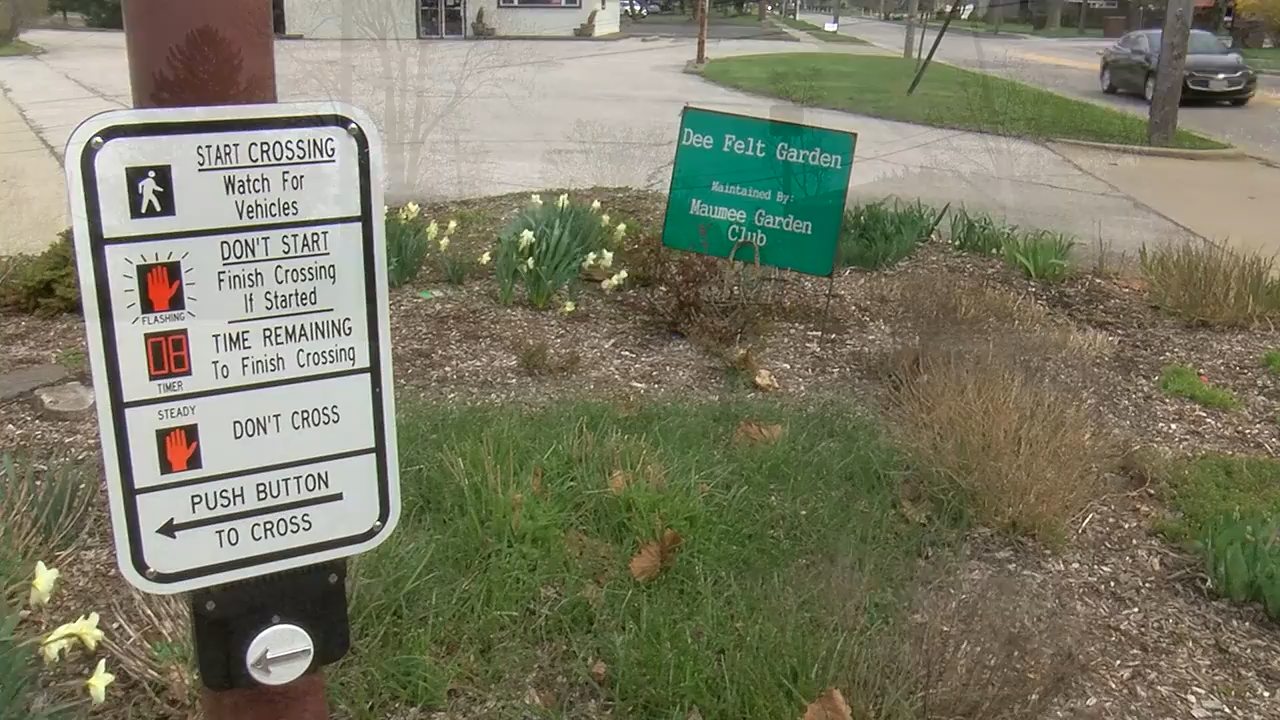 START CROSSING
Watch For
Vehicles
DON'T START
Finish Crossing
If Started
FLASHING
08
TIME REMAINING
To Finish Crossing
TIMER
STEADY
DON'T CROSS
PUSH BUTTON
TO CROSS
Dee Felt Garden
Maintained By:
Maumee Garden
Club